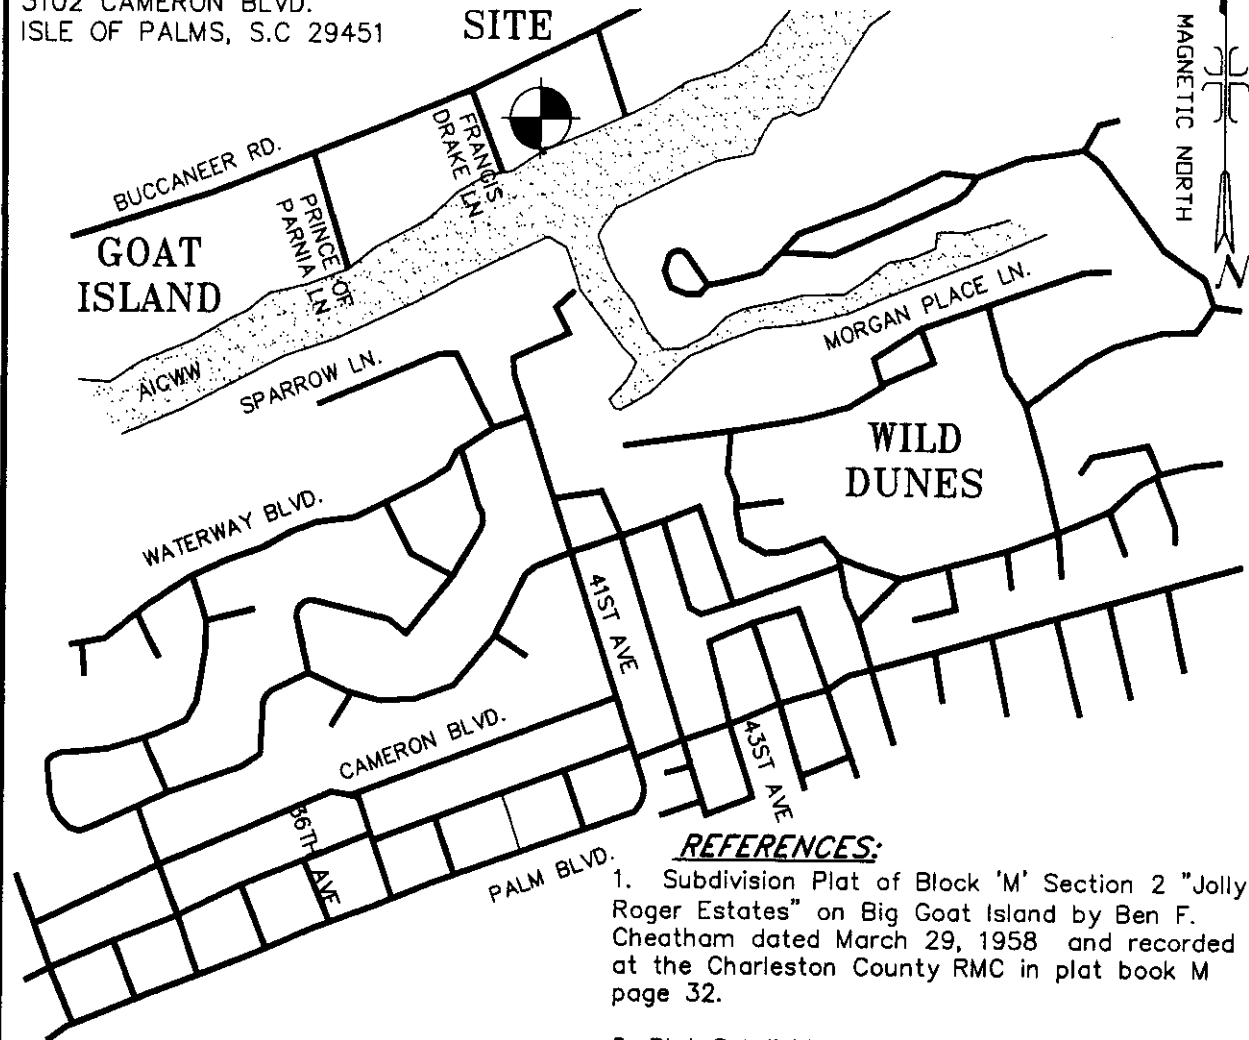 3102 CAMERON BLVD.
ISLE OF PALMS, S.C 29451
SITE
MAGNETIC NORTH
N
BUCCANEER RD.
FRANCIS
DRAKE LN
PRINCE OF
PARNIA LN
GOAT
ISLAND
AICWW
SPARROW LN.
MORGAN PLACE LN.
WILD
DUNES
WATERWAY BLVD.
41ST AVE
CAMERON BLVD.
43ST AVE
36TH AVE
PALM BLVD.
REFERENCES:
1. Subdivision Plat of Block 'M' Section 2 "Jolly
Roger Estates" on Big Goat Island by Ben F.
Cheatham dated March 29, 1958 and recorded
at the Charleston County RMC in plat book M
page 32.